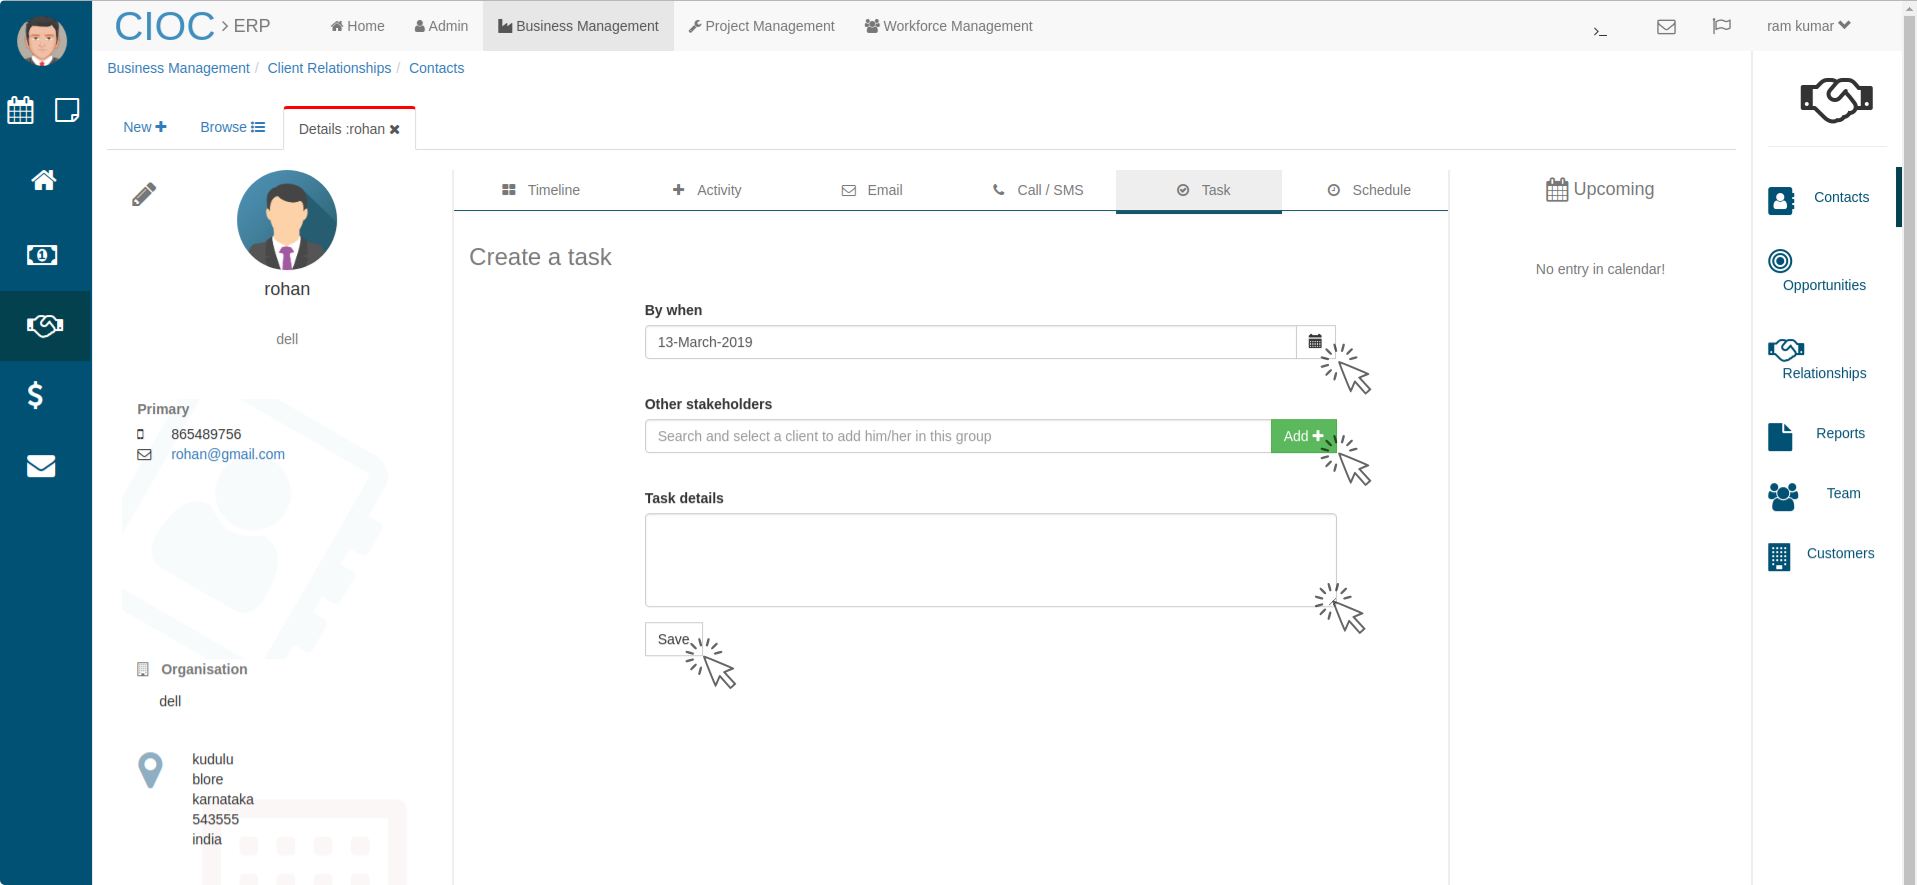 CIOC > ERP
Home
Admin
Business Management
Project Management
Workforce Management
>_
ram kumar
Business Management / Client Relationships / Contacts
New
Browse
Details :rohan
rohan
dell
Primary
865489756
rohan@gmail.com
Organisation
dell
kudulu
blore
karnataka
543555
india
Timeline
Activity
Email
Call / SMS
Task
Schedule
Create a task
By when
13-March-2019
Other stakeholders
Search and select a client to add him/her in this group
Add
Task details
Save
Upcoming
No entry in calendar!
Contacts
Opportunities
Relationships
Reports
Team
Customers